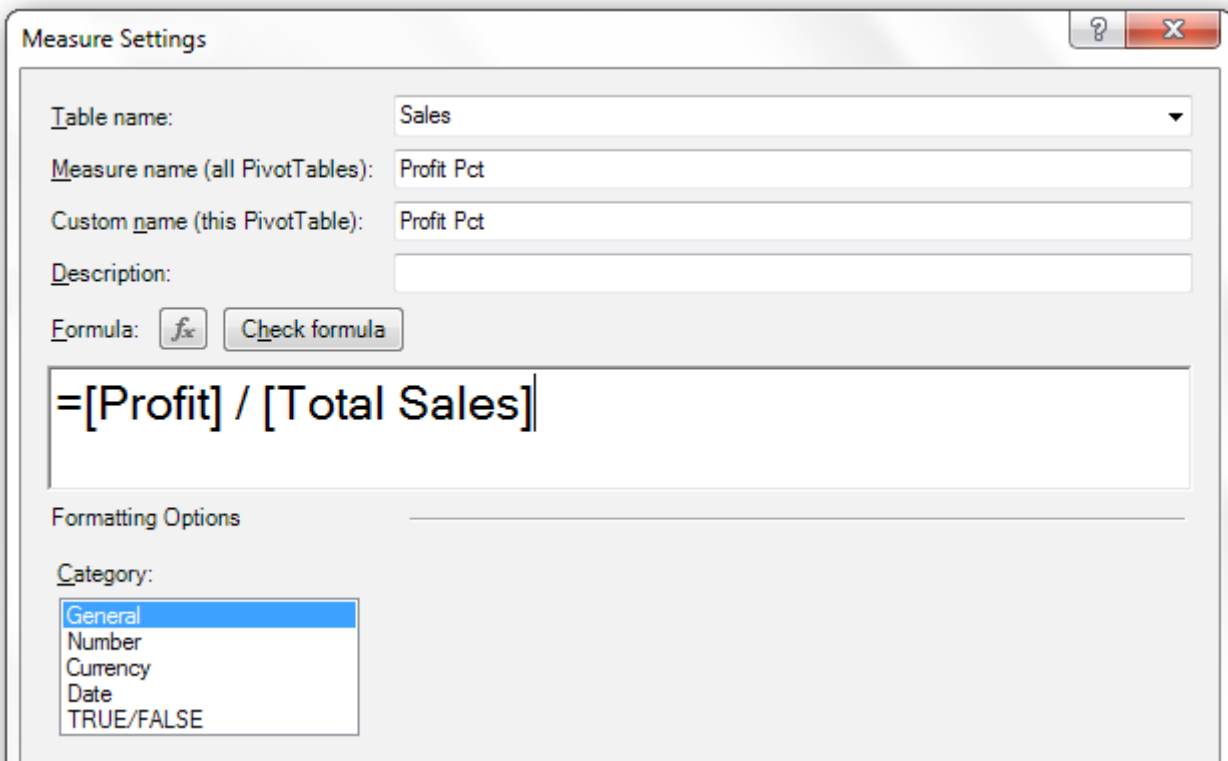 Measure Settings
Table name: Sales
Measure name (all PivotTables): Profit Pct
Custom name (this PivotTable): Profit Pct
Description:
Formula: fx Check formula
=[Profit] / [Total Sales]
Formatting Options
Category:
General
Number
Currency
Date
TRUE/FALSE